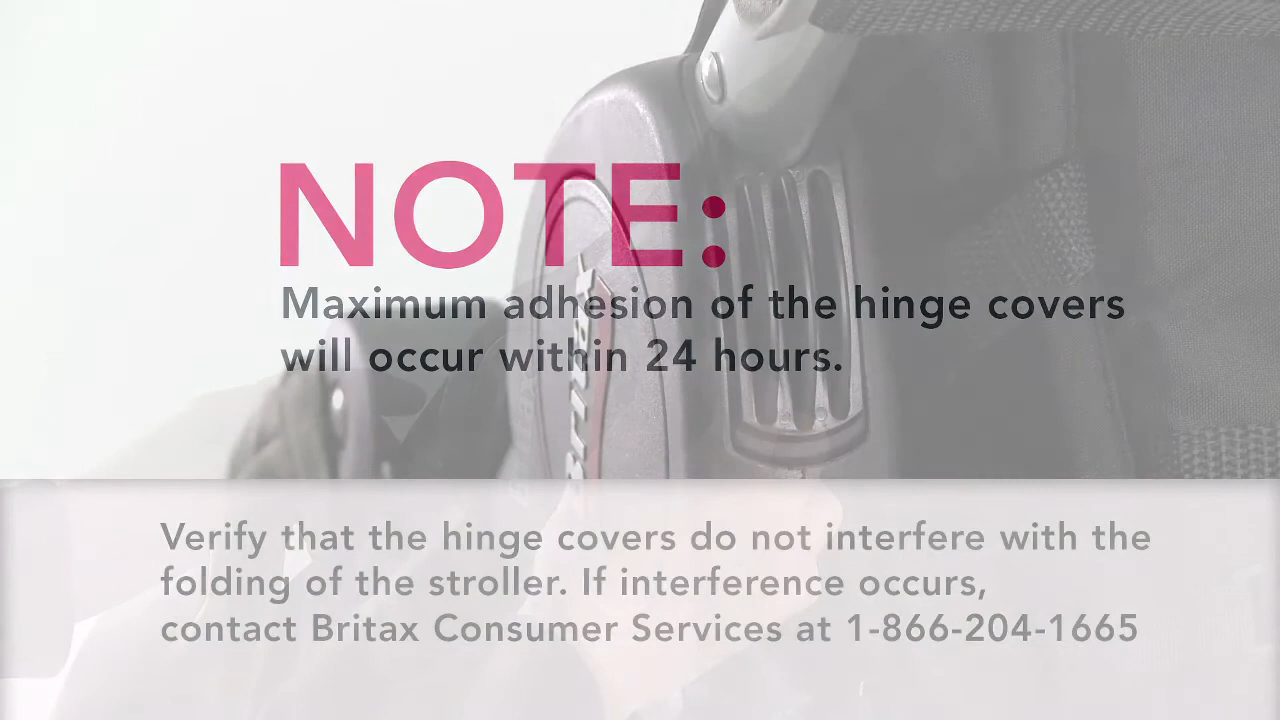 NOTE:
Maximum adhesion of the hinge covers
will occur within 24 hours.
Britax
Verify that the hinge covers do not interfere with the
folding of the stroller. If interference occurs,
contact Britax Consumer Services at 1-866-204-1665